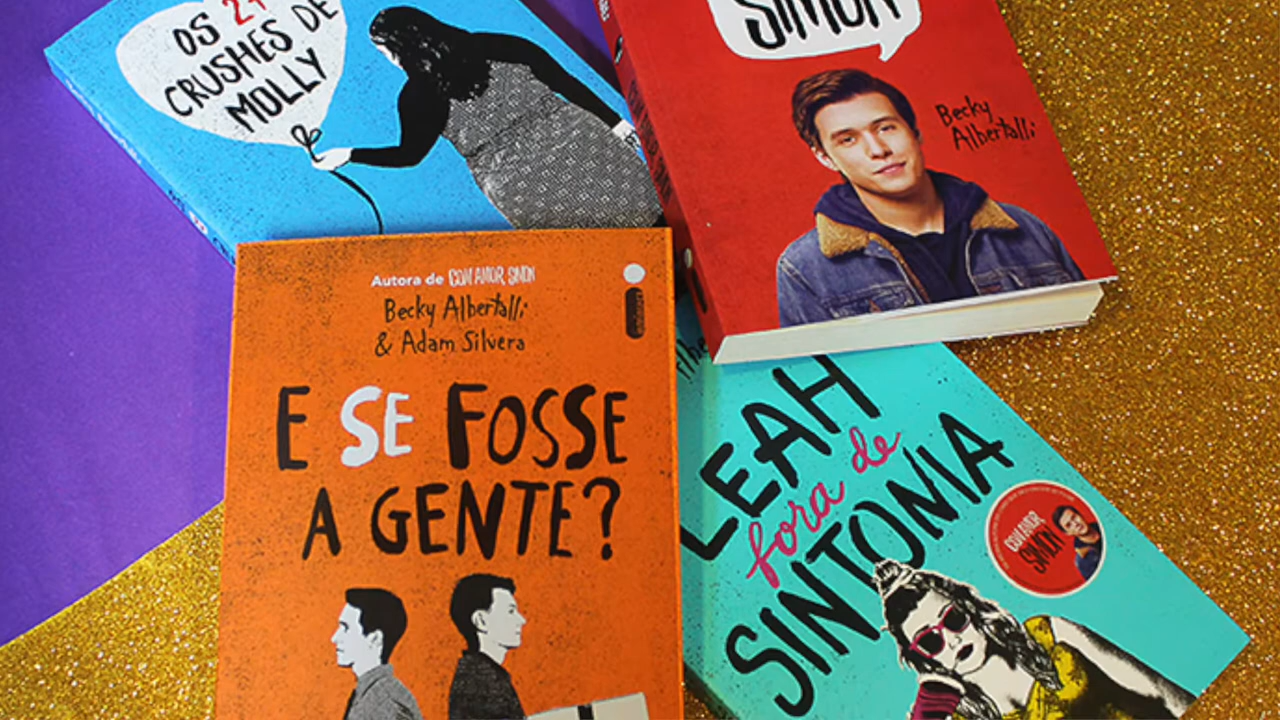 OS 27
CRUSHES DE
MOLLY
SIMON
Becky
Albertalli
Autora de COM AMOR, SIMON
Becky Albertalli
& Adam Silvera
E SE FOSSE
A GENTE?
LEAH
fora de
SINTONIA
COM AMOR,
SIMON